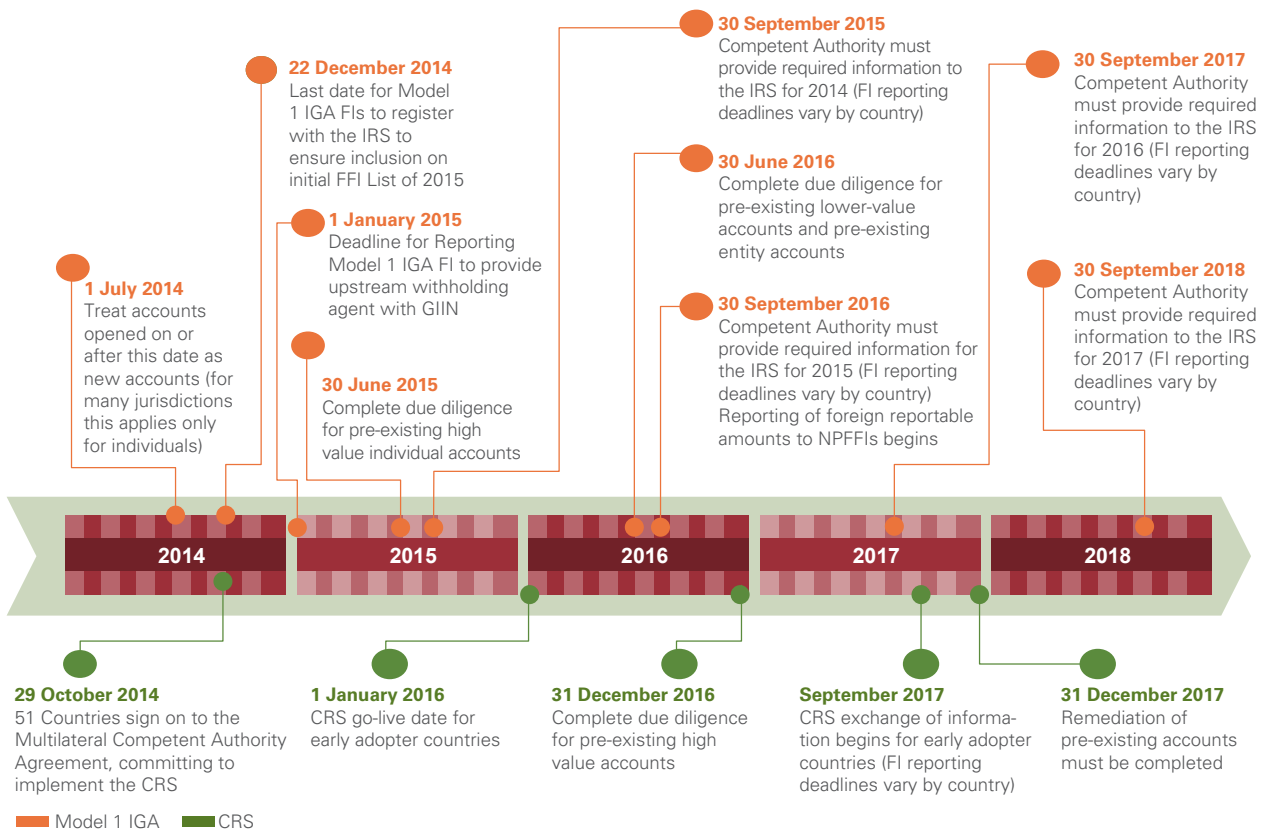 30 September 2015
Competent Authority must
provide required information to
the IRS for 2014 (FI reporting
deadlines vary by country)
22 December 2014
Last date for Model
1 IGA FIs to register
with the IRS to
ensure inclusion on
initial FFI List of 2015
30 September 2017
Competent Authority
must provide required
information to the IRS
for 2016 (FI reporting
deadlines vary by
country)
30 June 2016
Complete due diligence for
pre-existing lower-value
accounts and pre-existing
entity accounts
1 January 2015
Deadline for Reporting
Model 1 IGA FI to provide
upstream withholding
agent with GIIN
1 July 2014
Treat accounts
opened on or
after this date as
new accounts (for
many jurisdictions
this applies only
for individuals)
30 September 2018
Competent Authority
must provide required
information to the IRS
for 2017 (FI reporting
deadlines vary by
country)
30 September 2016
Competent Authority must
provide required information for
the IRS for 2015 (FI reporting
deadlines vary by country)
Reporting of foreign reportable
amounts to NPFFIs begins
30 June 2015
Complete due diligence
for pre-existing high
value individual accounts
2014
2015
2016
2017
2018
29 October 2014
51 Countries sign on to the
Multilateral Competent Authority
Agreement, committing to
implement the CRS
1 January 2016
CRS go-live date for
early adopter countries
31 December 2016
Complete due diligence
for pre-existing high
value accounts
September 2017
CRS exchange of informa-
tion begins for early adopter
countries (FI reporting
deadlines vary by country)
31 December 2017
Remediation of
pre-existing accounts
must be completed
Model 1 IGA
CRS